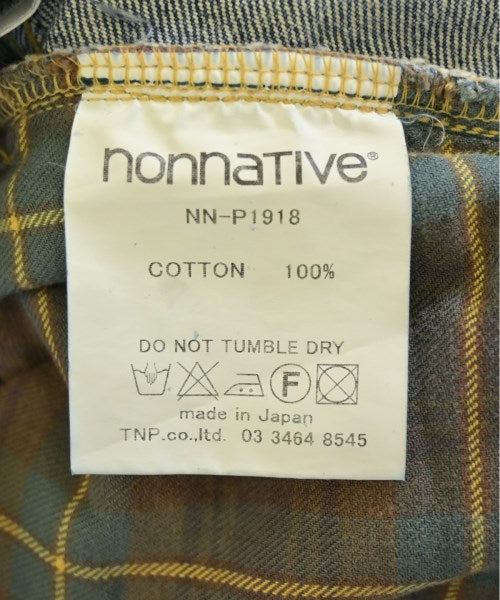 nonnative®
NN-P1918
COTTON 100%
DO NOT TUMBLE DRY
F
made in Japan
TNP.co.,ltd. 03 3464 8545